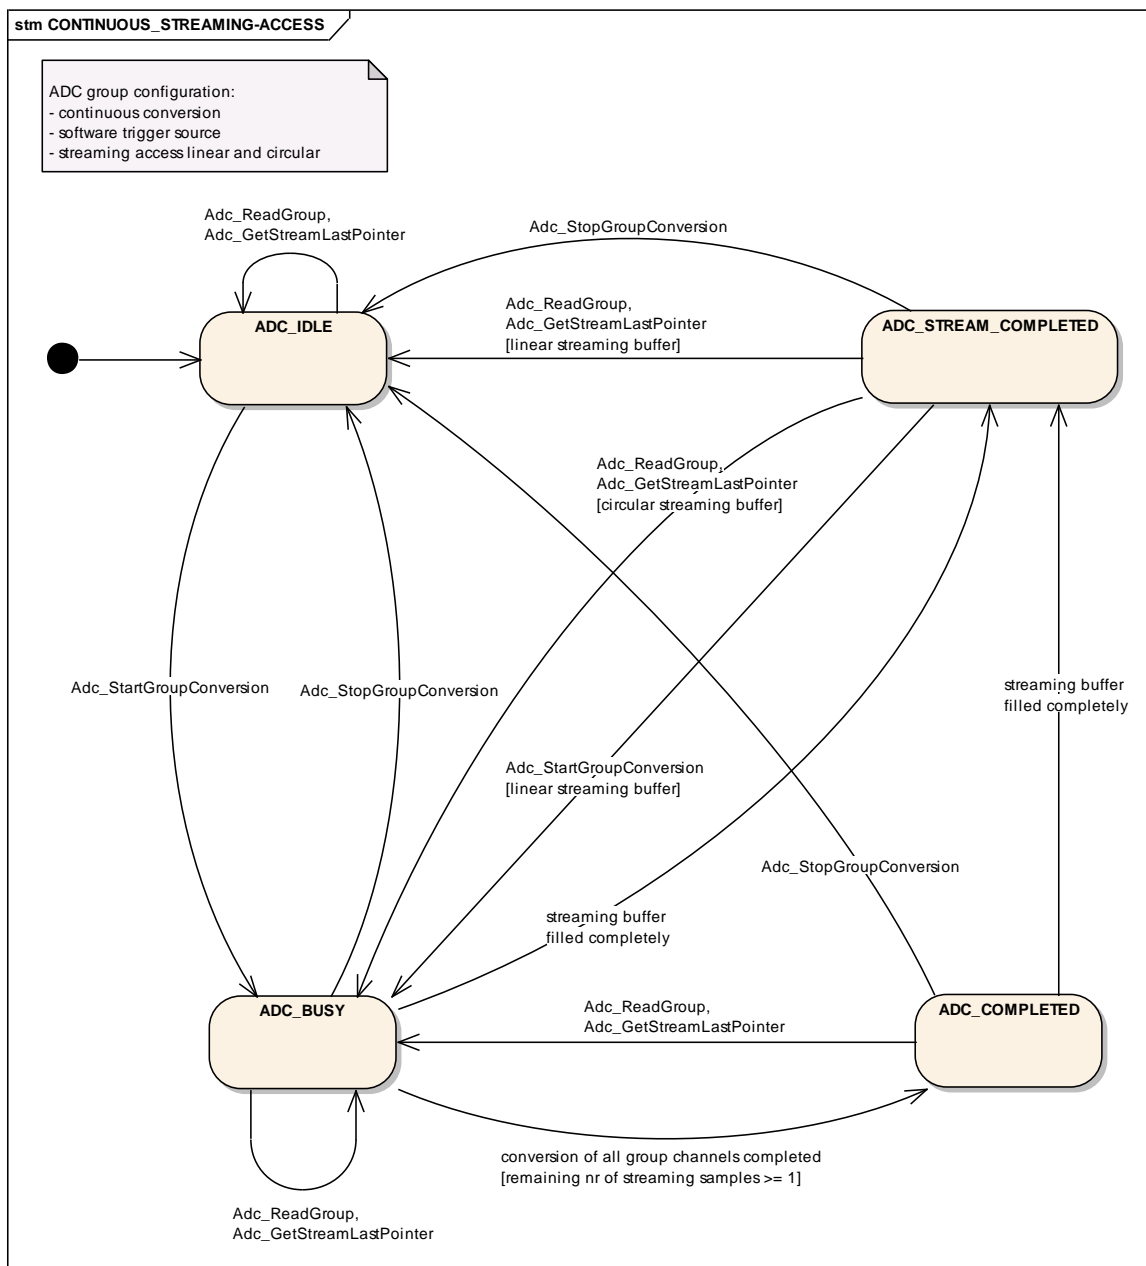 stm CONTINUOUS_STREAMING-ACCESS
ADC group configuration:
- continuous conversion
- software trigger source
- streaming access linear and circular
Adc_ReadGroup,
Adc_GetStreamLastPointer
Adc_StopGroupConversion
Adc_ReadGroup,
Adc_GetStreamLastPointer
[linear streaming buffer]
ADC_IDLE
ADC_STREAM_COMPLETED
Adc_ReadGroup,
Adc_GetStreamLastPointer
[circular streaming buffer]
Adc_StartGroupConversion
Adc_StopGroupConversion
streaming buffer
filled completely
Adc_StartGroupConversion
[linear streaming buffer]
Adc_StopGroupConversion
streaming buffer
filled completely
ADC_BUSY
Adc_ReadGroup,
Adc_GetStreamLastPointer
ADC_COMPLETED
conversion of all group channels completed
[remaining nr of streaming samples >= 1]
Adc_ReadGroup,
Adc_GetStreamLastPointer